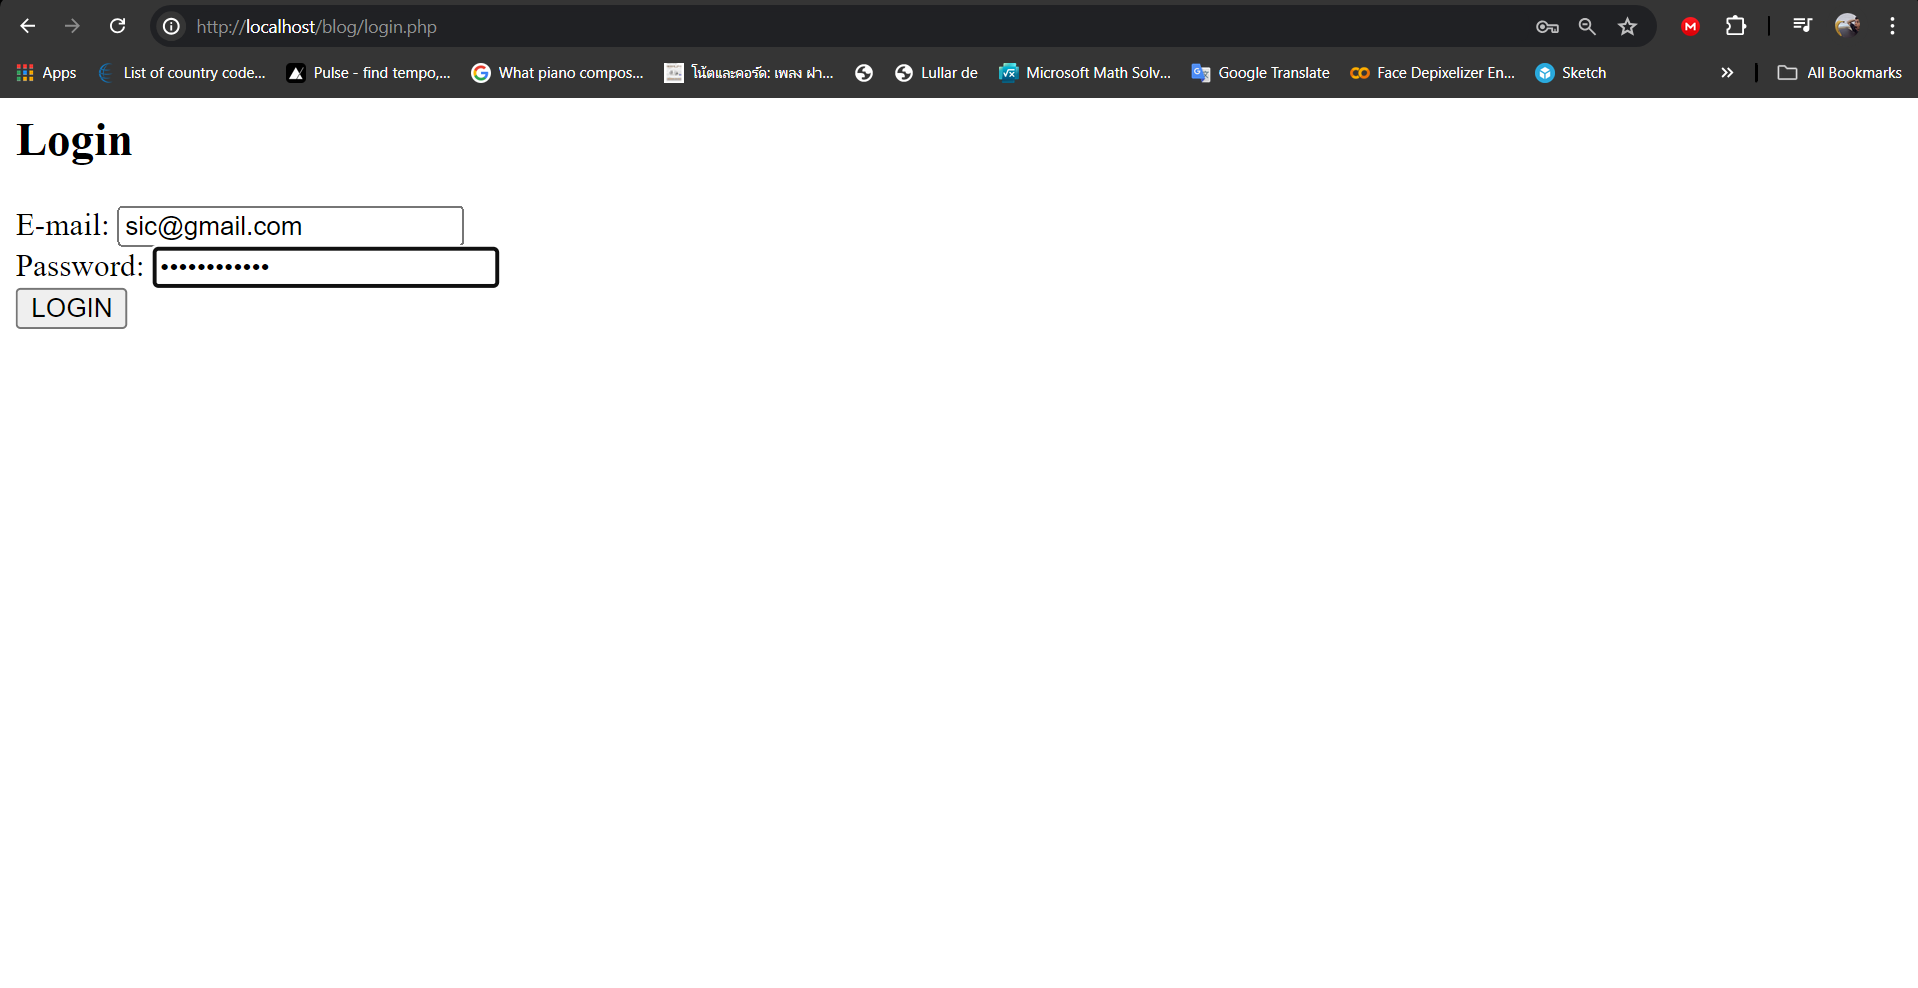 http://localhost/blog/login.php
Apps List of country code... Pulse - find tempo,... What piano compos... โน้ตและคอร์ด: เพลง ฝา... Lullar de Microsoft Math Solv... Google Translate Face Depixelizer En... Sketch All Bookmarks
Login
E-mail: sic@gmail.com
Password: ••••••••••••
LOGIN